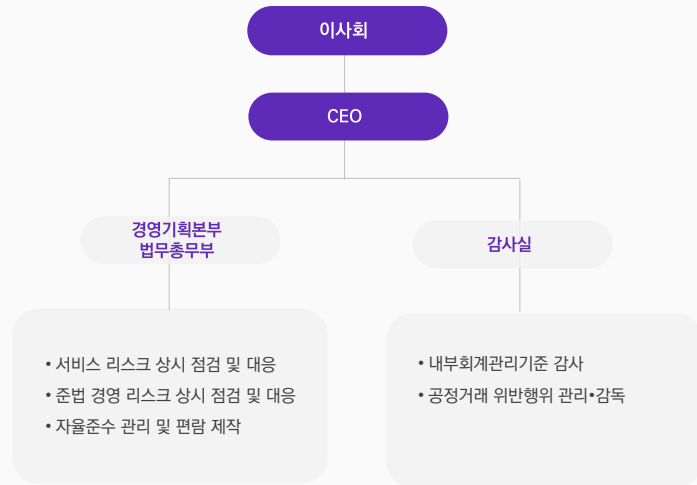 이사회
CEO
경영기획본부
법무총무부
감사실
• 서비스 리스크 상시 점검 및 대응
• 준법 경영 리스크 상시 점검 및 대응
• 자율준수 관리 및 편람 제작
• 내부회계관리기준 감사
• 공정거래 위반행위 관리•감독